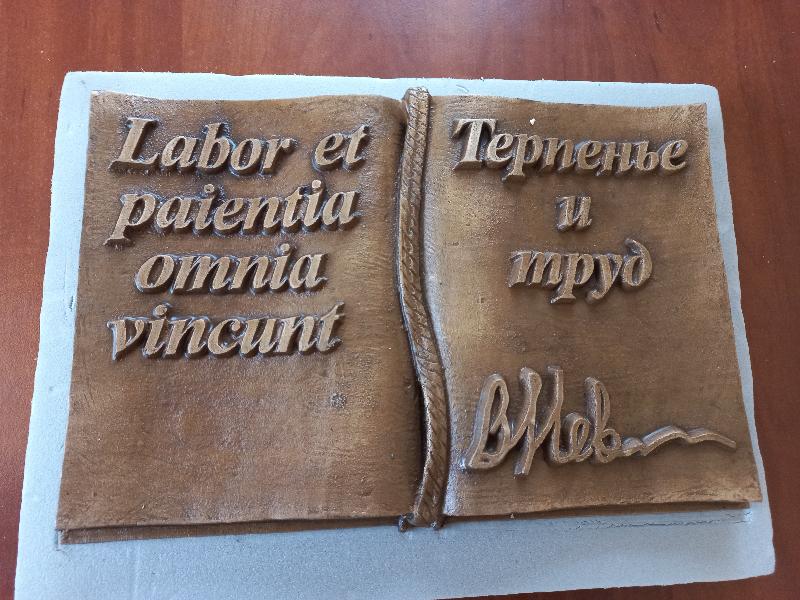 Labor et
paientia
omnia
vincunt
Терпенье
и
труд